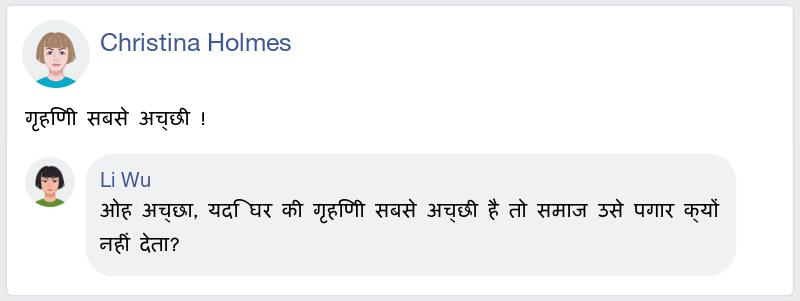 Christina Holmes
गृहणिी सबसे अच्छी !
Li Wu
ओह अच्छा, यदि घर की गृहणिी सबसे अच्छी है तो समाज उसे पगार क्यों
नहीं देता?